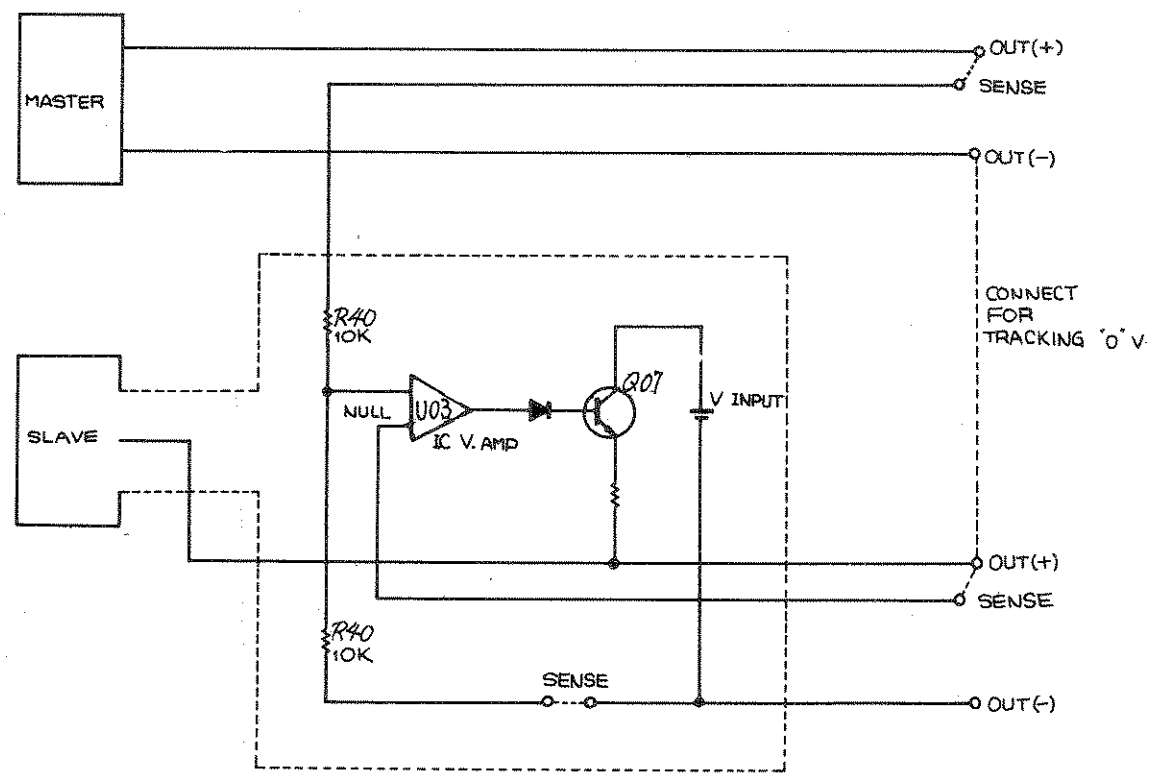 OUT(+)
MASTER
SENSE
OUT(-)
CONNECT
FOR
TRACKING "O" V
R40
10K
Q07
V INPUT
NULL
U03
IC V. AMP
SLAVE
OUT(+)
SENSE
R40
10K
SENSE
OUT(-)